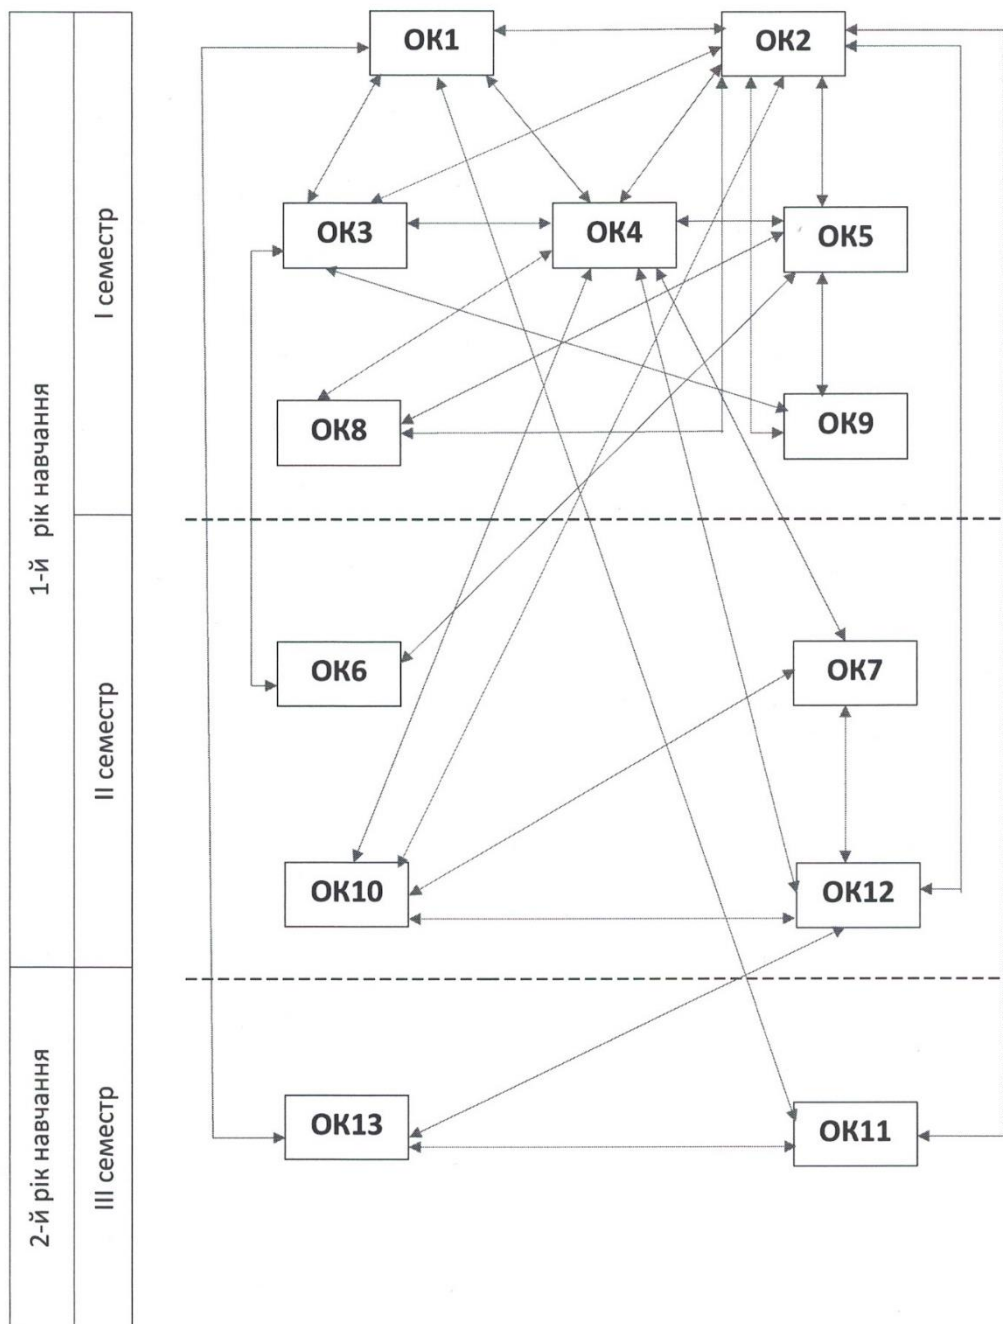 1-й рік навчання
I семестр
ОК1
ОК2
ОК3
ОК4
ОК5
ОК8
ОК9
II семестр
ОК6
ОК7
ОК10
ОК12
2-й рік навчання
III семестр
ОК13
ОК11